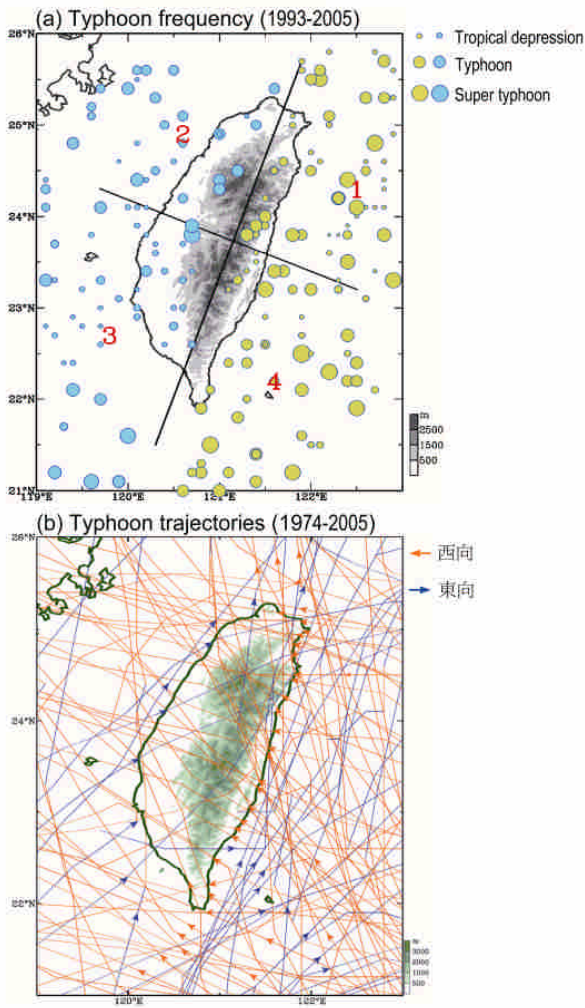 (a) Typhoon frequency (1993-2005)
Tropical depression
Typhoon
Super typhoon
26°N
25°N
24°N
23°N
22°N
21°N
119°E
120°E
121°E
122°E
2
1
3
4
m
2500
1500
500
(b) Typhoon trajectories (1974-2005)
西向
東向
26°N
24°N
22°N
120°E
122°E
m
3000
2000
1000
500